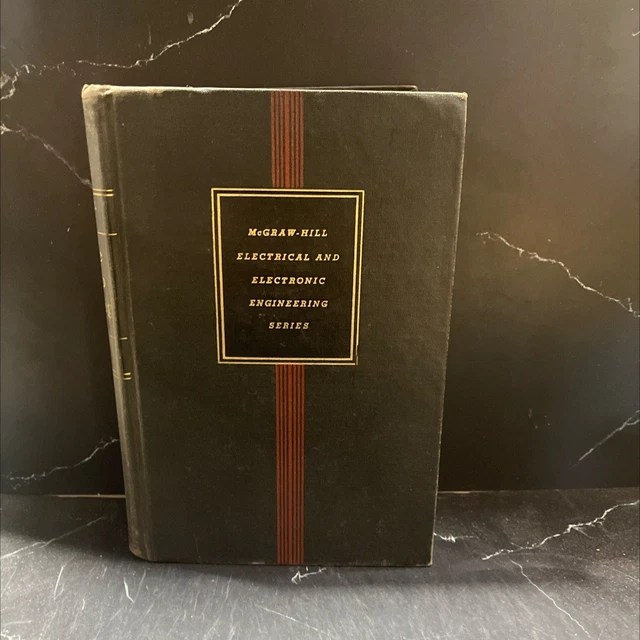 McGRAW-HILL
ELECTRICAL AND
ELECTRONIC
ENGINEERING
SERIES